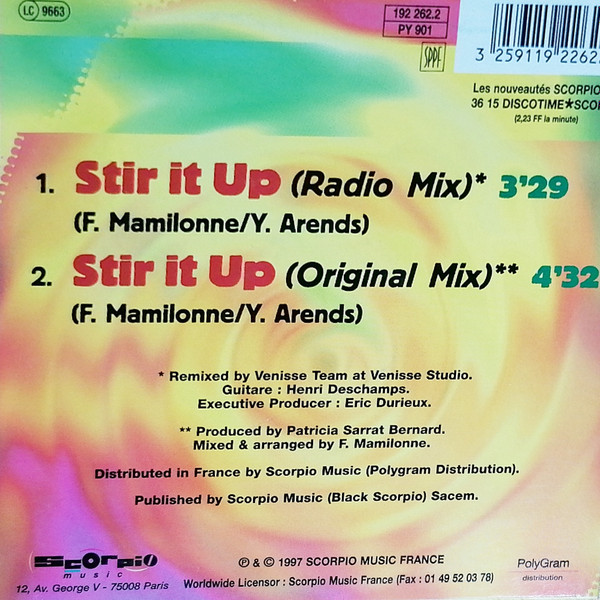 LC 9663
192 262.2
PY 901
SPPF
3 259119 22622
Les nouveautés SCORPIO
36 15 DISCOTIME★SCO
(2,23 FF la minute)
1. Stir it Up (Radio Mix)* 3'29
(F. Mamilonne/Y. Arends)
2. Stir it Up (Original Mix)** 4'32
(F. Mamilonne/Y. Arends)
* Remixed by Venisse Team at Venisse Studio.
Guitare : Henri Deschamps.
Executive Producer : Eric Durieux.
** Produced by Patricia Sarrat Bernard.
Mixed & arranged by F. Mamilonne.
Distributed in France by Scorpio Music (Polygram Distribution).
Published by Scorpio Music (Black Scorpio) Sacem.
scorpio
music
12, Av. George V - 75008 Paris
℗ & © 1997 SCORPIO MUSIC FRANCE
Worldwide Licensor : Scorpio Music France (Fax : 01 49 52 03 78)
PolyGram
distribution